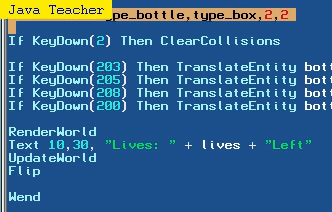 Java Teacher
pe_bottle,type_box,2,2
If KeyDown(2) Then ClearCollisions
If KeyDown(203) Then TranslateEntity bott
If KeyDown(205) Then TranslateEntity bott
If KeyDown(208) Then TranslateEntity bott
If KeyDown(200) Then TranslateEntity bott
RenderWorld
Text 10,30, "Lives: " + lives + "Left"
UpdateWorld
Flip
Wend